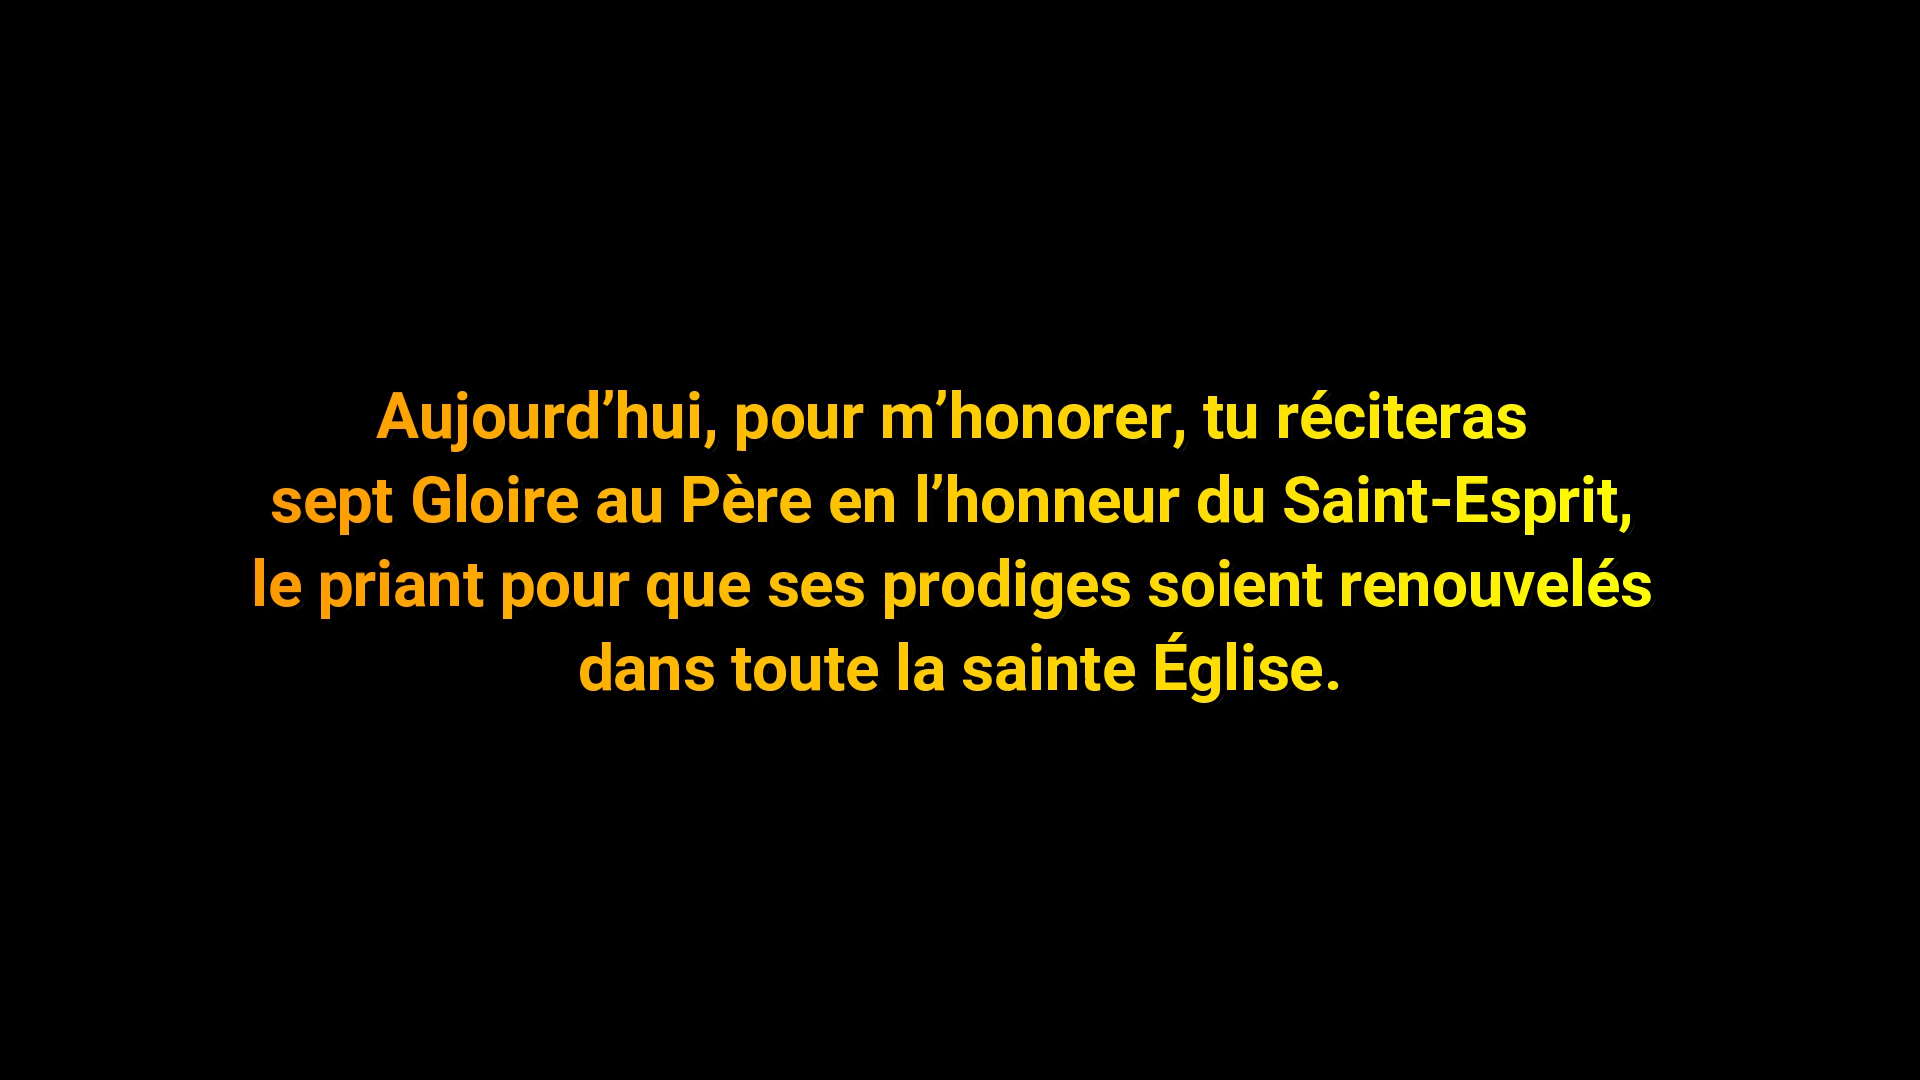 Aujourd’hui, pour m’honorer, tu réciteras
sept Gloire au Père en l’honneur du Saint-Esprit,
le priant pour que ses prodiges soient renouvelés
dans toute la sainte Église.